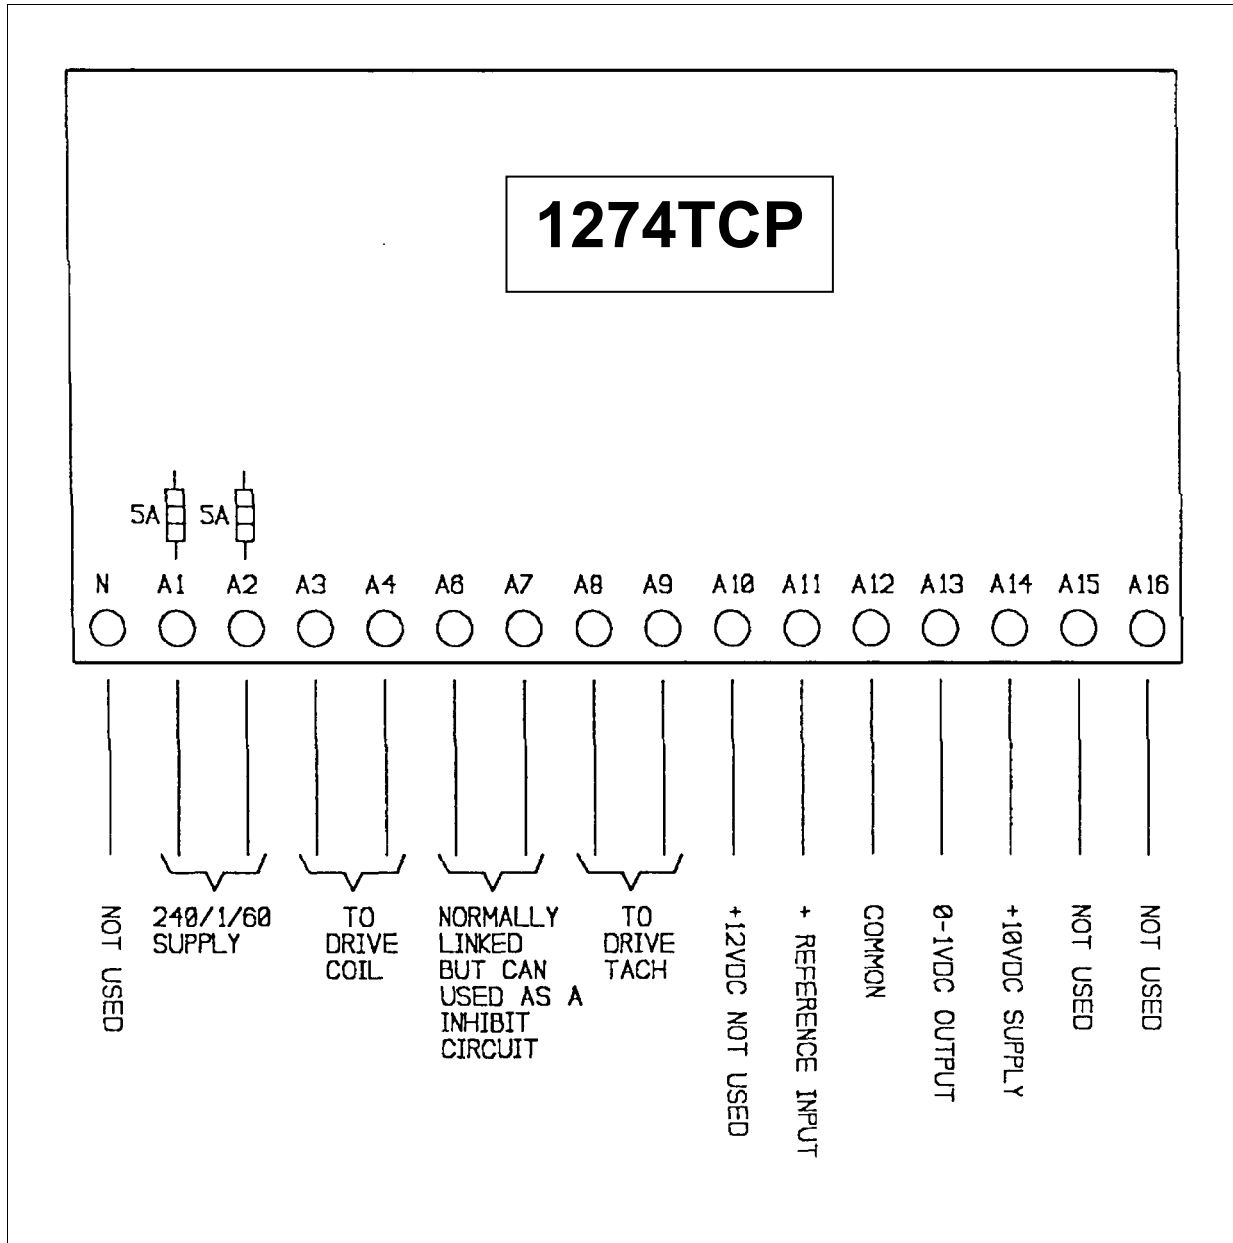 1274TCP
5A 5A
N A1 A2 A3 A4 A6 A7 A8 A9 A10 A11 A12 A13 A14 A15 A16
NOT USED
240/1/60
SUPPLY
TO
DRIVE
COIL
NORMALLY
LINKED
BUT CAN
USED AS A
INHIBIT
CIRCUIT
TO
DRIVE
TACH
+12VDC NOT USED
+ REFERENCE INPUT
COMMON
0-1VDC OUTPUT
+10VDC SUPPLY
NOT USED
NOT USED